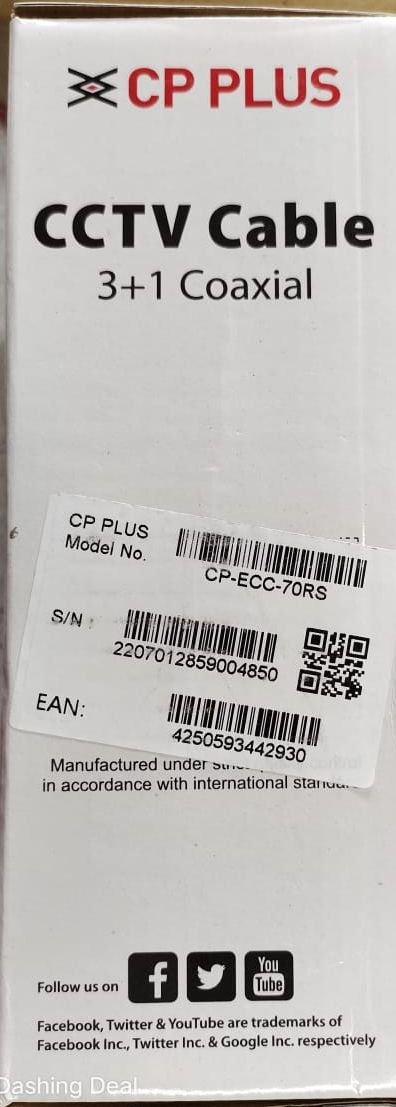 CP PLUS
CCTV Cable
3+1 Coaxial
CP PLUS
Model No.
CP-ECC-70RS
S/N
2207012859004850
EAN:
4250593442930
Manufactured under control
in accordance with international
Follow us on
f
You
Tube
Facebook, Twitter & YouTube are trademarks of
Facebook Inc., Twitter Inc. & Google Inc. respectively
Dashing Deal